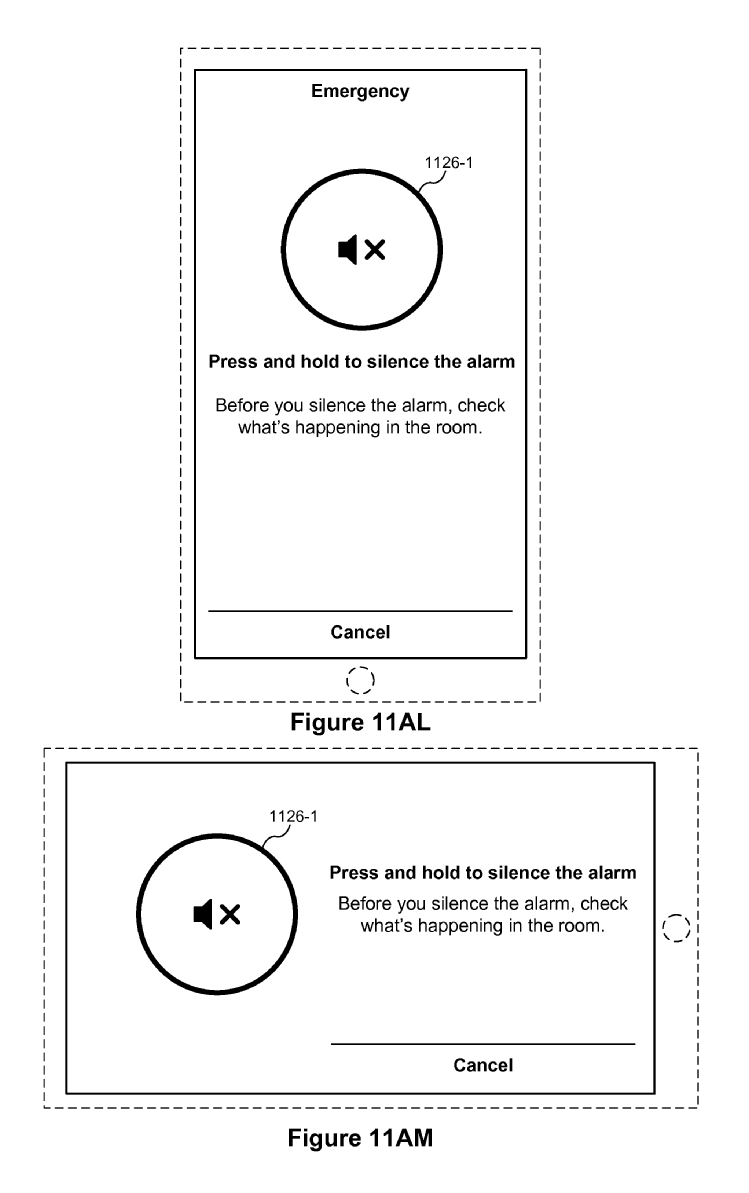 Emergency
1126-1
Press and hold to silence the alarm
Before you silence the alarm, check
what's happening in the room.
Cancel
Figure 11AL
1126-1
Press and hold to silence the alarm
Before you silence the alarm, check
what's happening in the room.
Cancel
Figure 11AM